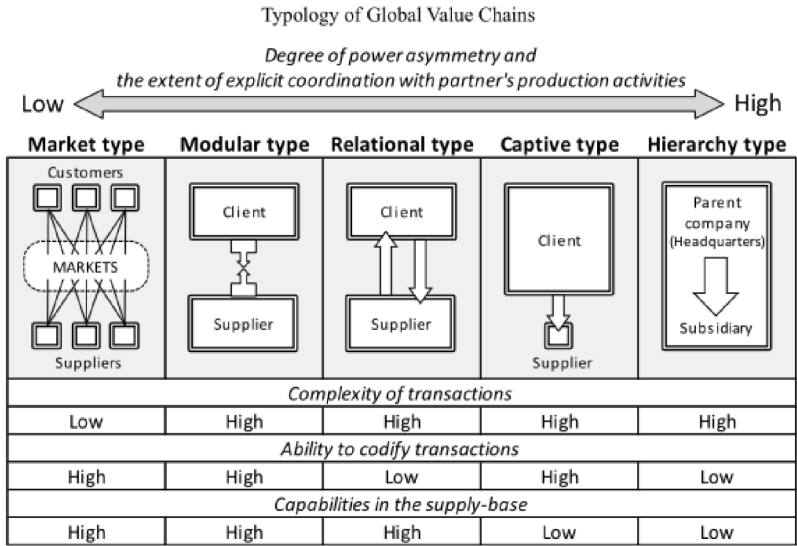 Typology of Global Value Chains
Degree of power asymmetry and
the extent of explicit coordination with partner's production activities
Low High
Market type Modular type Relational type Captive type Hierarchy type
Customers
MARKETS
Suppliers
Client
Supplier
Client
Supplier
Client
Supplier
Parent
company
(Headquarters)
Subsidiary
Complexity of transactions
Low High High High High
Ability to codify transactions
High High Low High Low
Capabilities in the supply-base
High High High Low Low